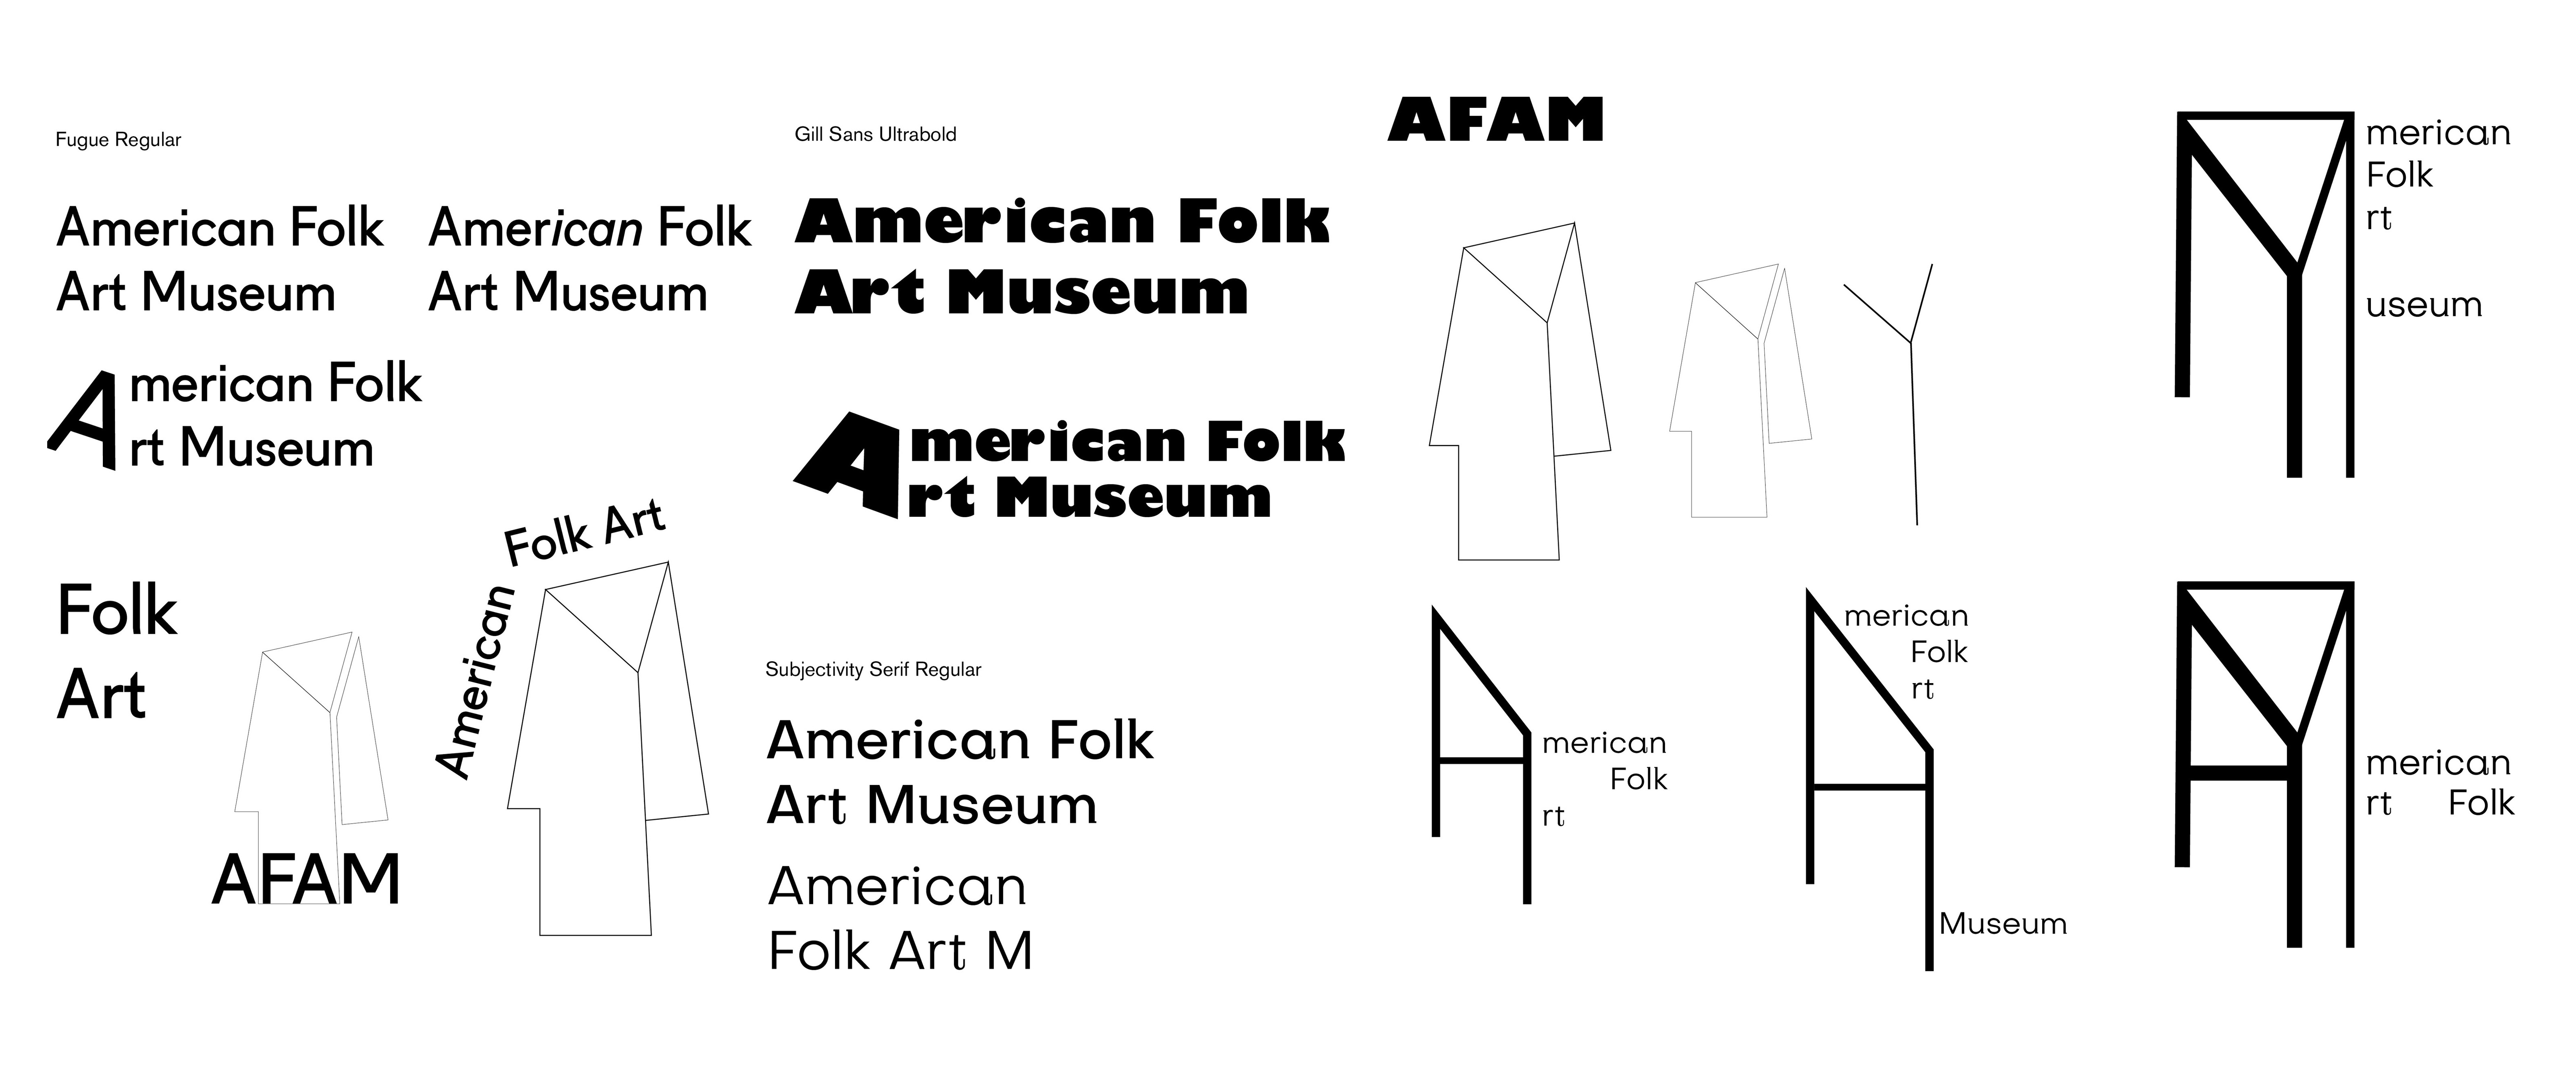 Fugue Regular
American Folk
Art Museum
American Folk
Art Museum
American Folk
Art Museum
Folk
Art
AFAM
American
Folk Art
Gill Sans Ultrabold
American Folk
Art Museum
American Folk
rt Museum
Subjectivity Serif Regular
American Folk
Art Museum
American
Folk Art M
AFAM
merican
Folk
rt
merican
Folk
rt
Museum
merican
Folk
rt
useum
merican
rt Folk